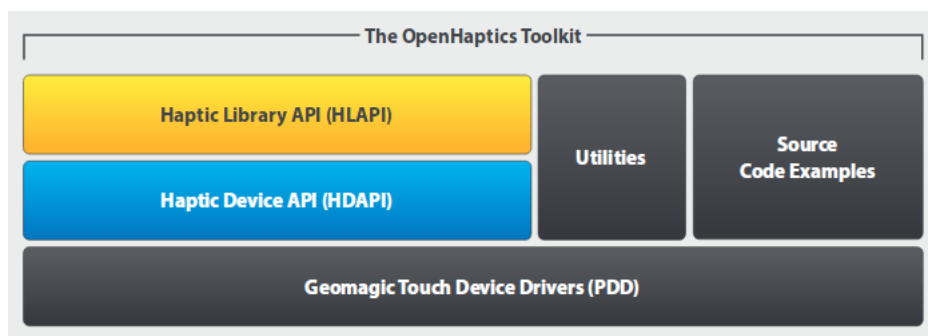 The OpenHaptics Toolkit
Haptic Library API (HLAPI)
Haptic Device API (HDAPI)
Utilities
Source
Code Examples
Geomagic Touch Device Drivers (PDD)